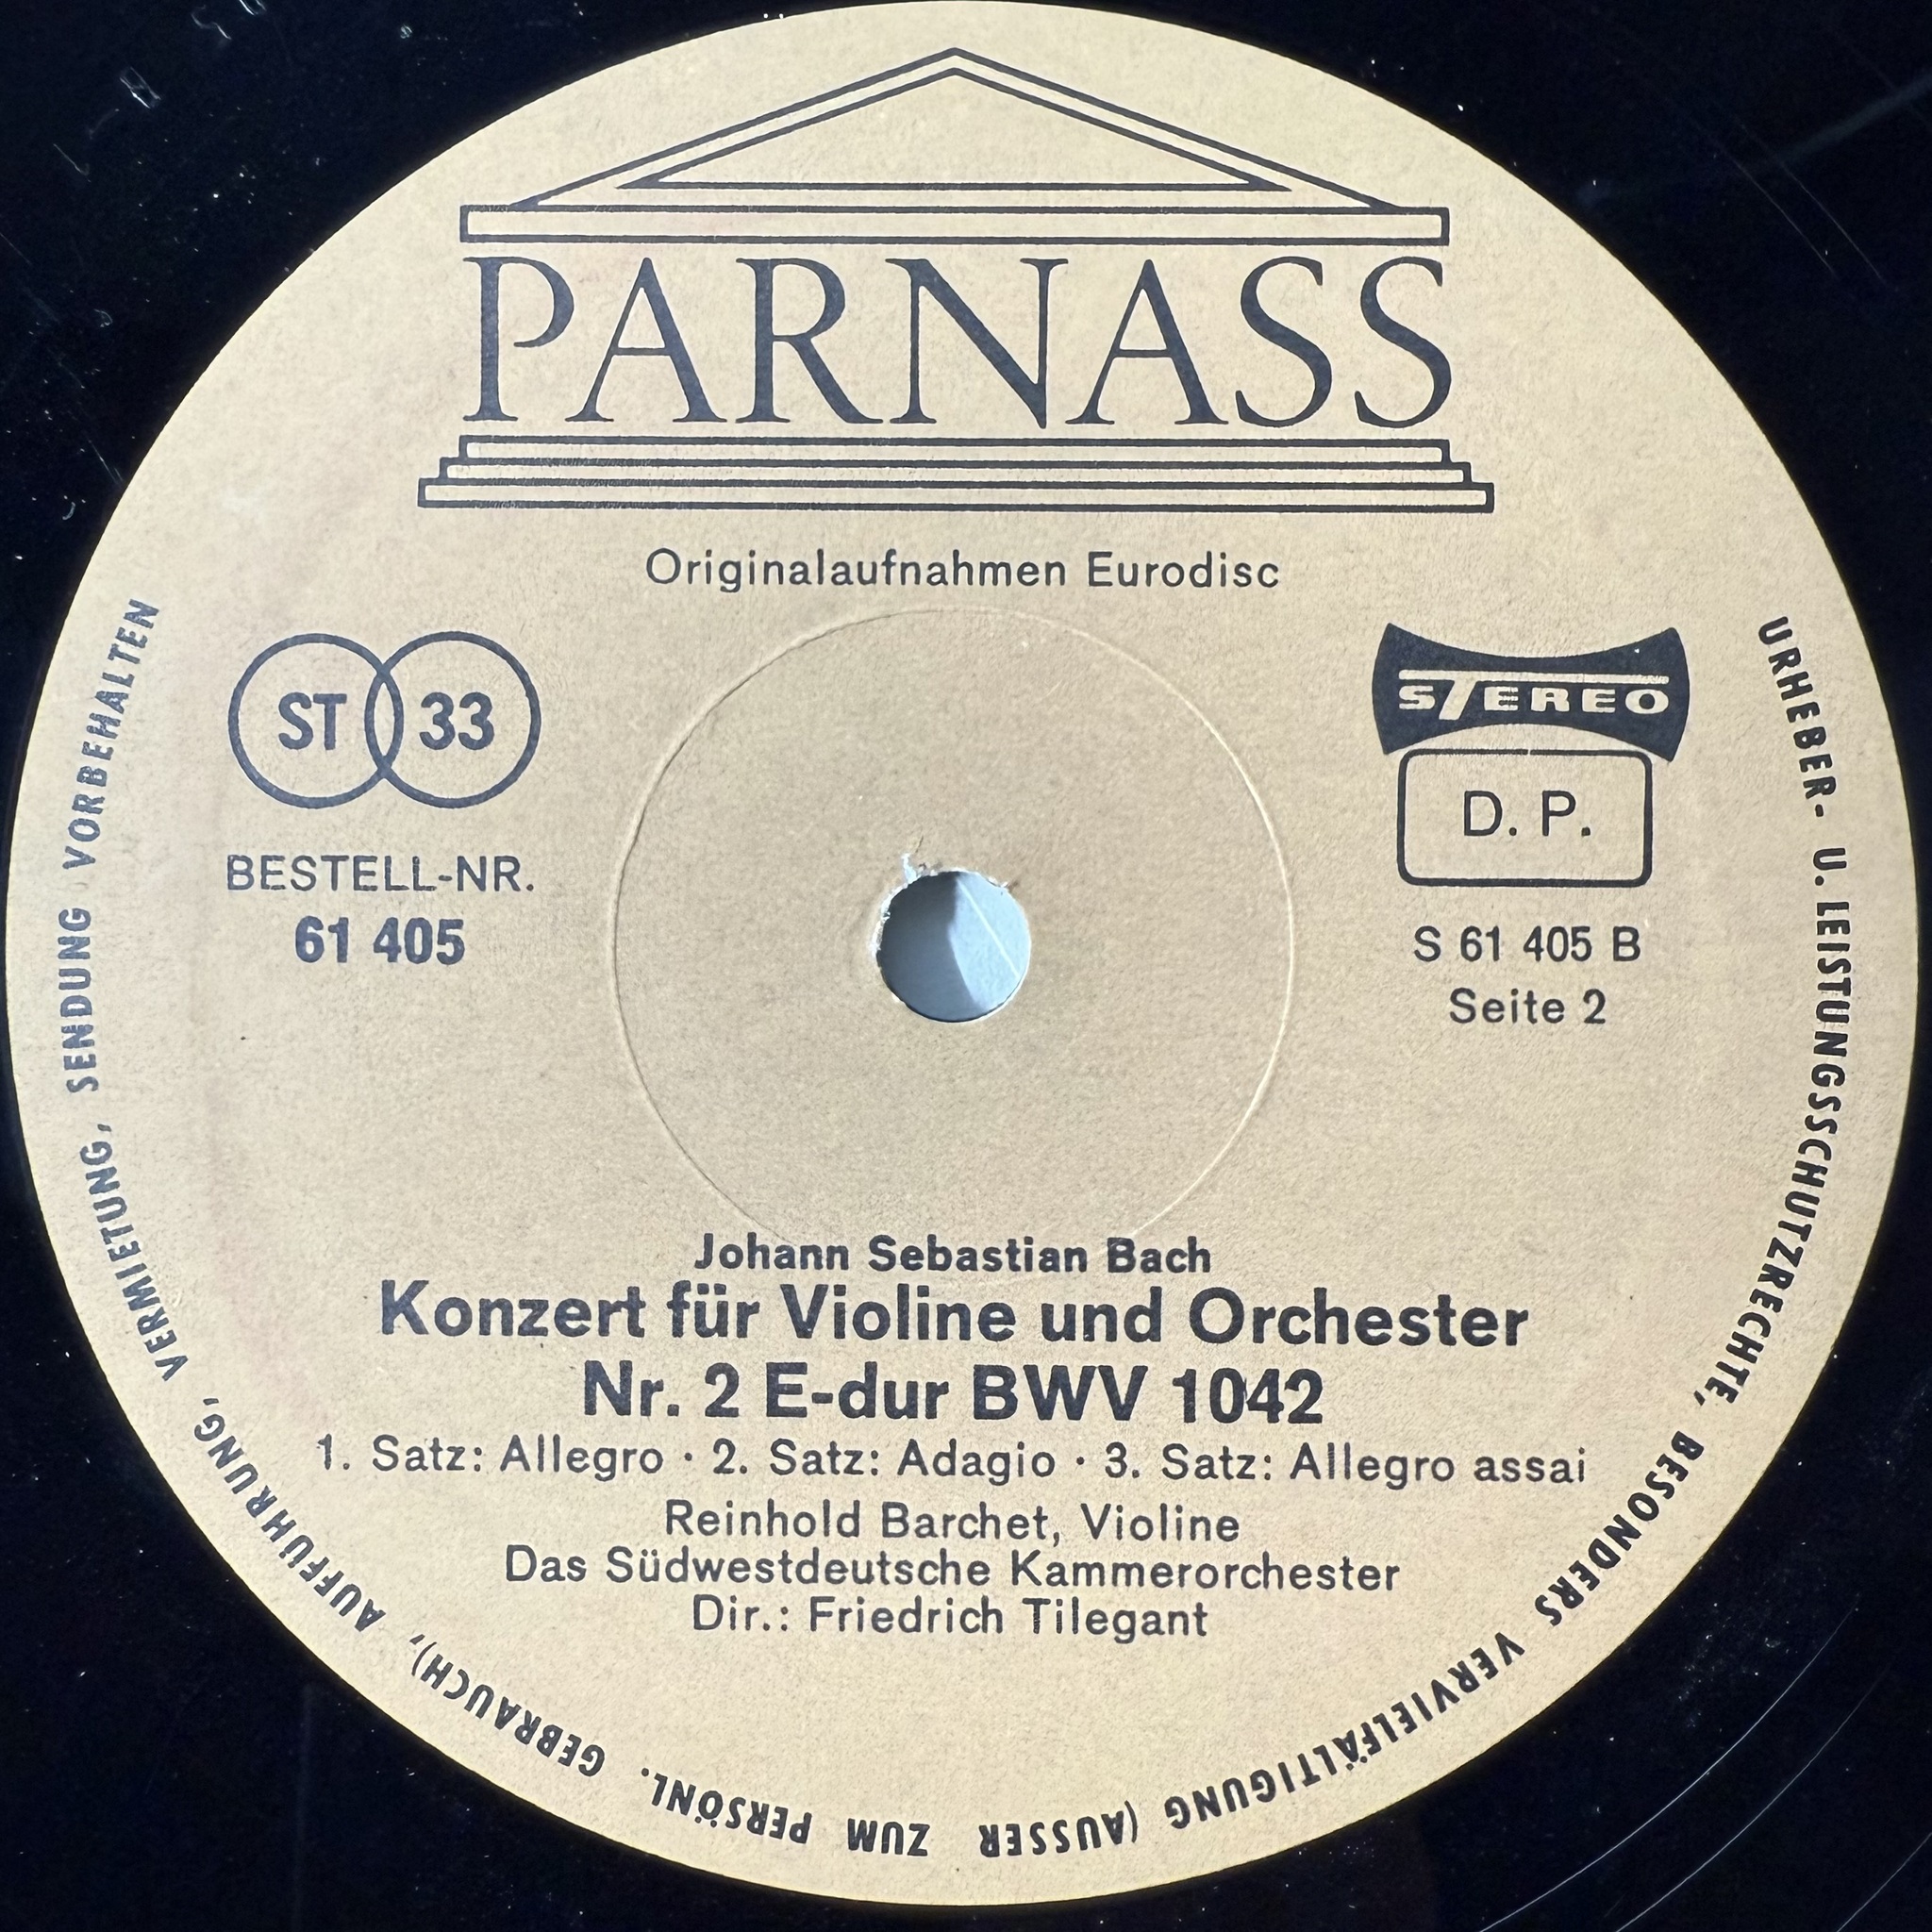 PARNASS
Originalaufnahmen Eurodisc
ST 33
BESTELL-NR.
61 405
STEREO
D. P.
S 61 405 B
Seite 2
Johann Sebastian Bach
Konzert für Violine und Orchester
Nr. 2 E-dur BWV 1042
1. Satz: Allegro · 2. Satz: Adagio · 3. Satz: Allegro assai
Reinhold Barchet, Violine
Das Südwestdeutsche Kammerorchester
Dir.: Friedrich Tilegant
URHEBER- U. LEISTUNGSSCHUTZRECHTE, BESONDERS VERVIELFÄLTIGUNG (AUSSER ZUM PERSÖNL. GEBRAUCH), AUFFÜHRUNG, VERMIETUNG, SENDUNG VORBEHALTEN